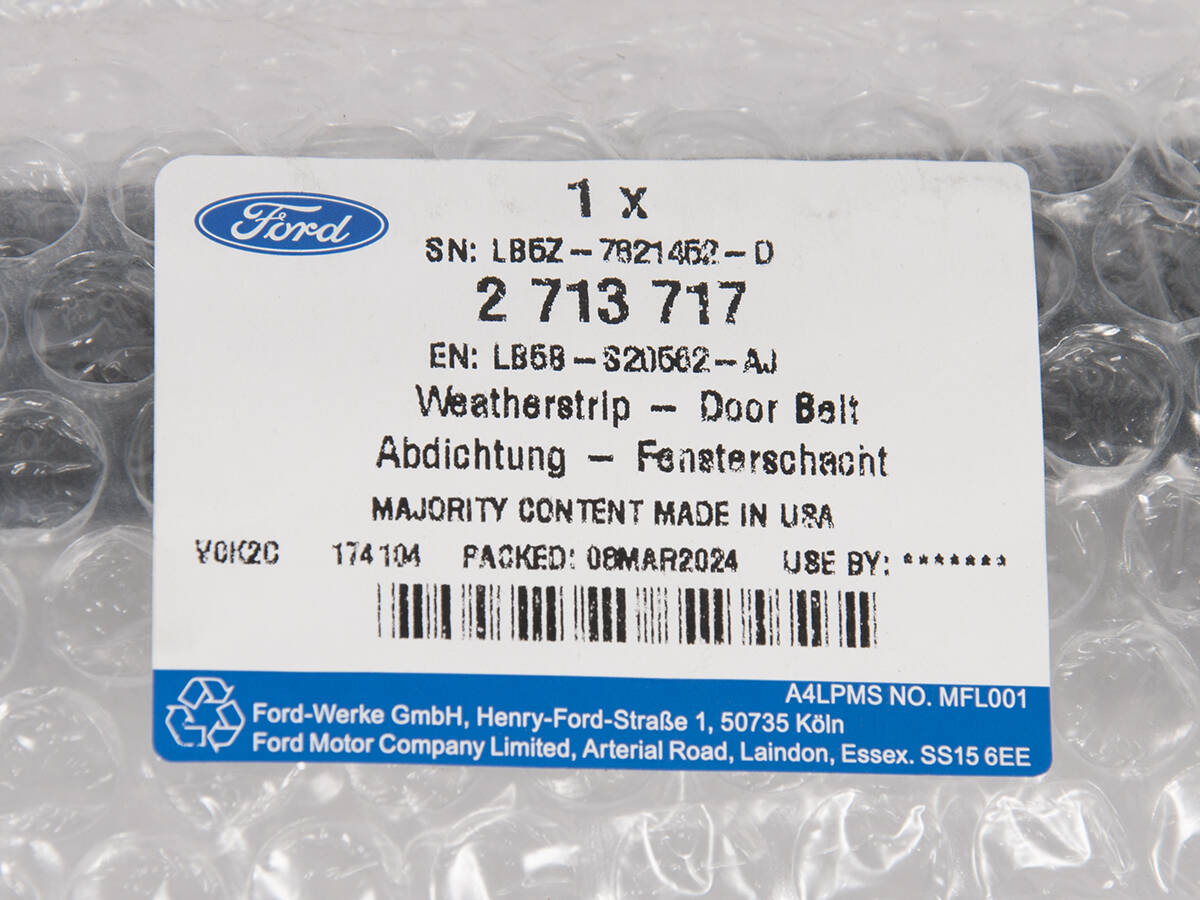 Ford
1 x
SN: LB5Z-7821452-D
2 713 717
EN: LB5B-S20562-AJ
Weatherstrip - Door Belt
Abdichtung - Fensterschacht
MAJORITY CONTENT MADE IN USA
V0K2C 174104 PACKED: 08MAR2024 USE BY: *******
A4LPMS NO. MFL001
Ford-Werke GmbH, Henry-Ford-Straße 1, 50735 Köln
Ford Motor Company Limited, Arterial Road, Laindon, Essex. SS15 6EE